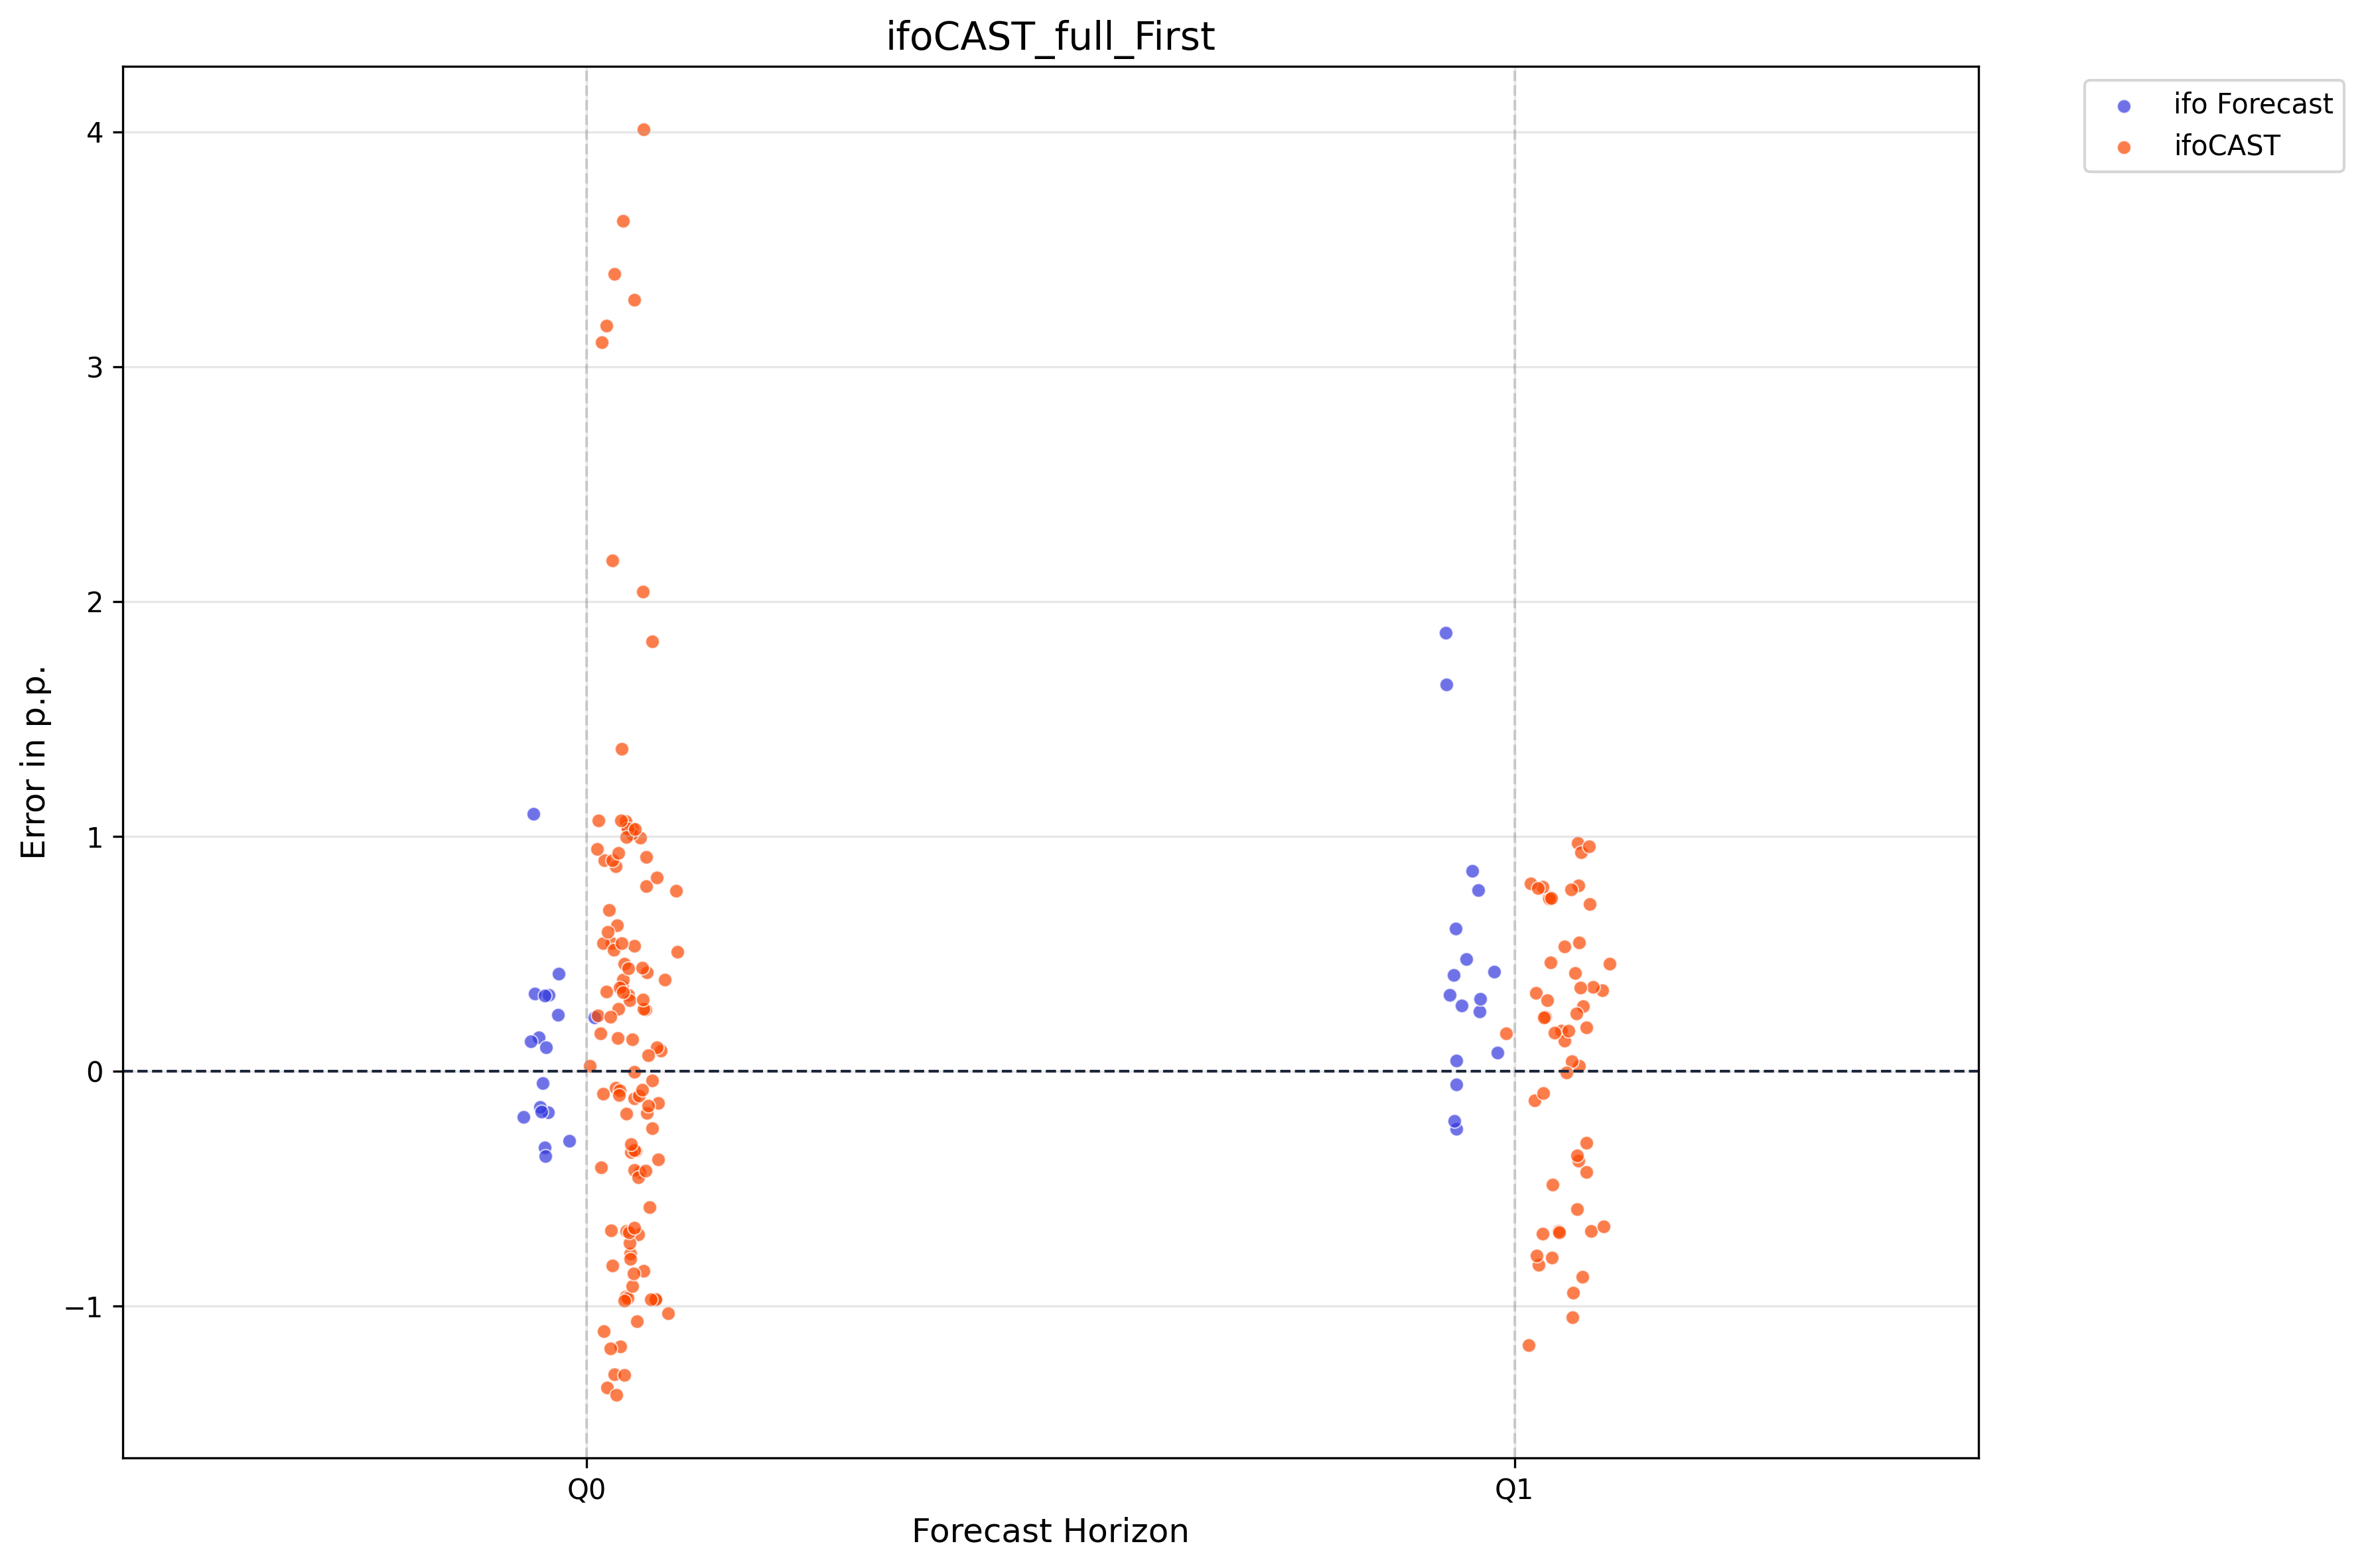 ifoCAST_full_First
ifo Forecast
ifoCAST
Error in p.p.
4
3
2
1
0
−1
Q0
Q1
Forecast Horizon